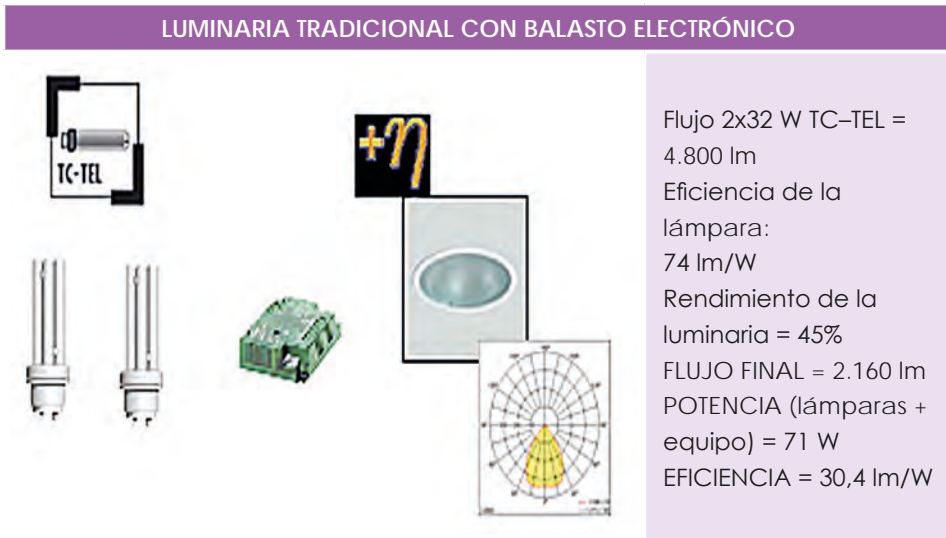 LUMINARIA TRADICIONAL CON BALASTO ELECTRÓNICO
TC-TEL
+η
Flujo 2x32 W TC–TEL =
4.800 lm
Eficiencia de la
lámpara:
74 lm/W
Rendimiento de la
luminaria = 45%
FLUJO FINAL = 2.160 lm
POTENCIA (lámparas +
equipo) = 71 W
EFICIENCIA = 30,4 lm/W